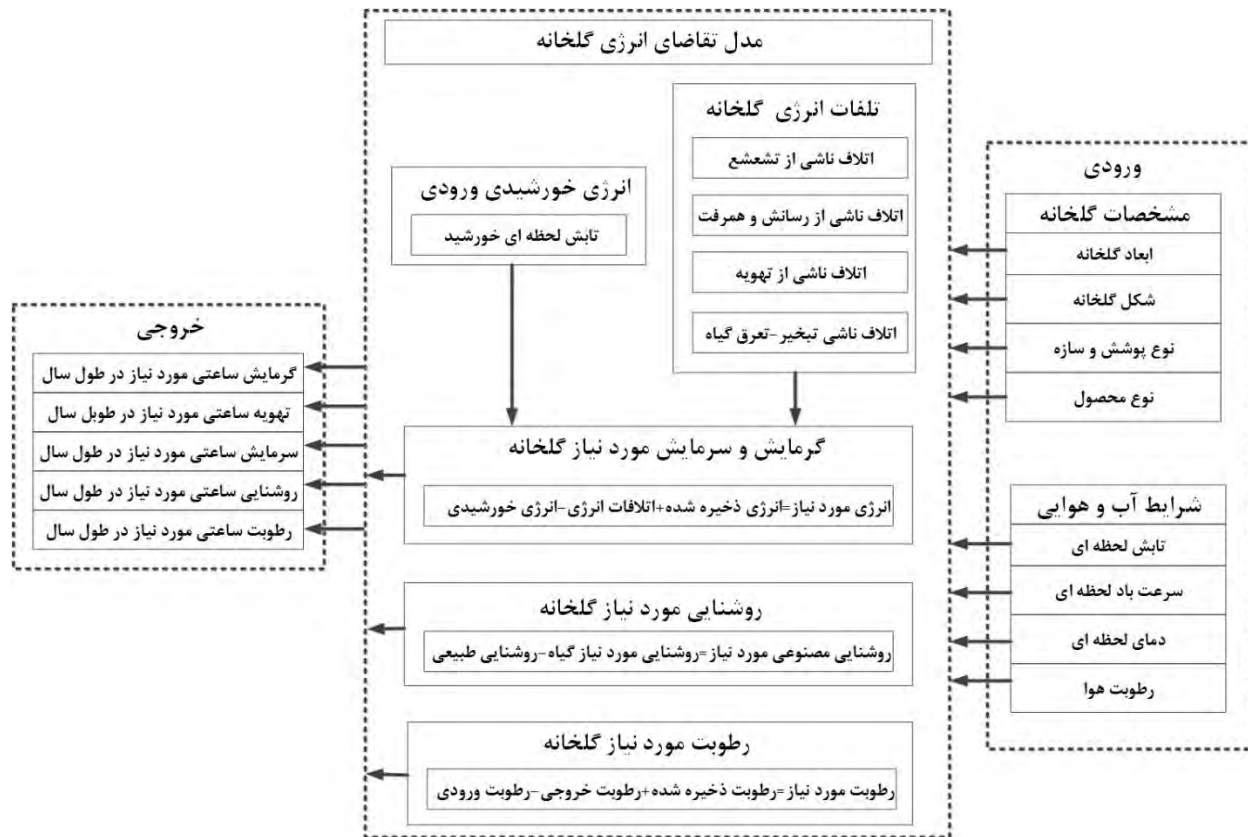 مدل تقاضای انرژی گلخانه
ورودی
مشخصات گلخانه
ابعاد گلخانه
شکل گلخانه
نوع پوشش و سازه
نوع محصول
شرایط آب و هوایی
تابش لحظه ای
سرعت باد لحظه ای
دمای لحظه ای
رطوبت هوا
تلفات انرژی گلخانه
اتلاف ناشی از تشعشع
اتلاف ناشی از رسانش و همرفت
اتلاف ناشی از تهویه
اتلاف ناشی تبخیر-تعرق گیاه
انرژی خورشیدی ورودی
تابش لحظه ای خورشید
گرمایش و سرمایش مورد نیاز گلخانه
انرژی مورد نیاز=انرژی ذخیره شده+اتلافات انرژی-انرژی خورشیدی
روشنایی مورد نیاز گلخانه
روشنایی مصنوعی مورد نیاز=روشنایی مورد نیاز گیاه-روشنایی طبیعی
رطوبت مورد نیاز گلخانه
رطوبت مورد نیاز=رطوبت ذخیره شده+رطوبت خروجی-رطوبت ورودی
خروجی
گرمایش ساعتی مورد نیاز در طول سال
تهویه ساعتی مورد نیاز در طوبل سال
سرمایش ساعتی مورد نیاز در طول سال
روشنایی ساعتی مورد نیاز در طول سال
رطوبت ساعتی مورد نیاز در طول سال